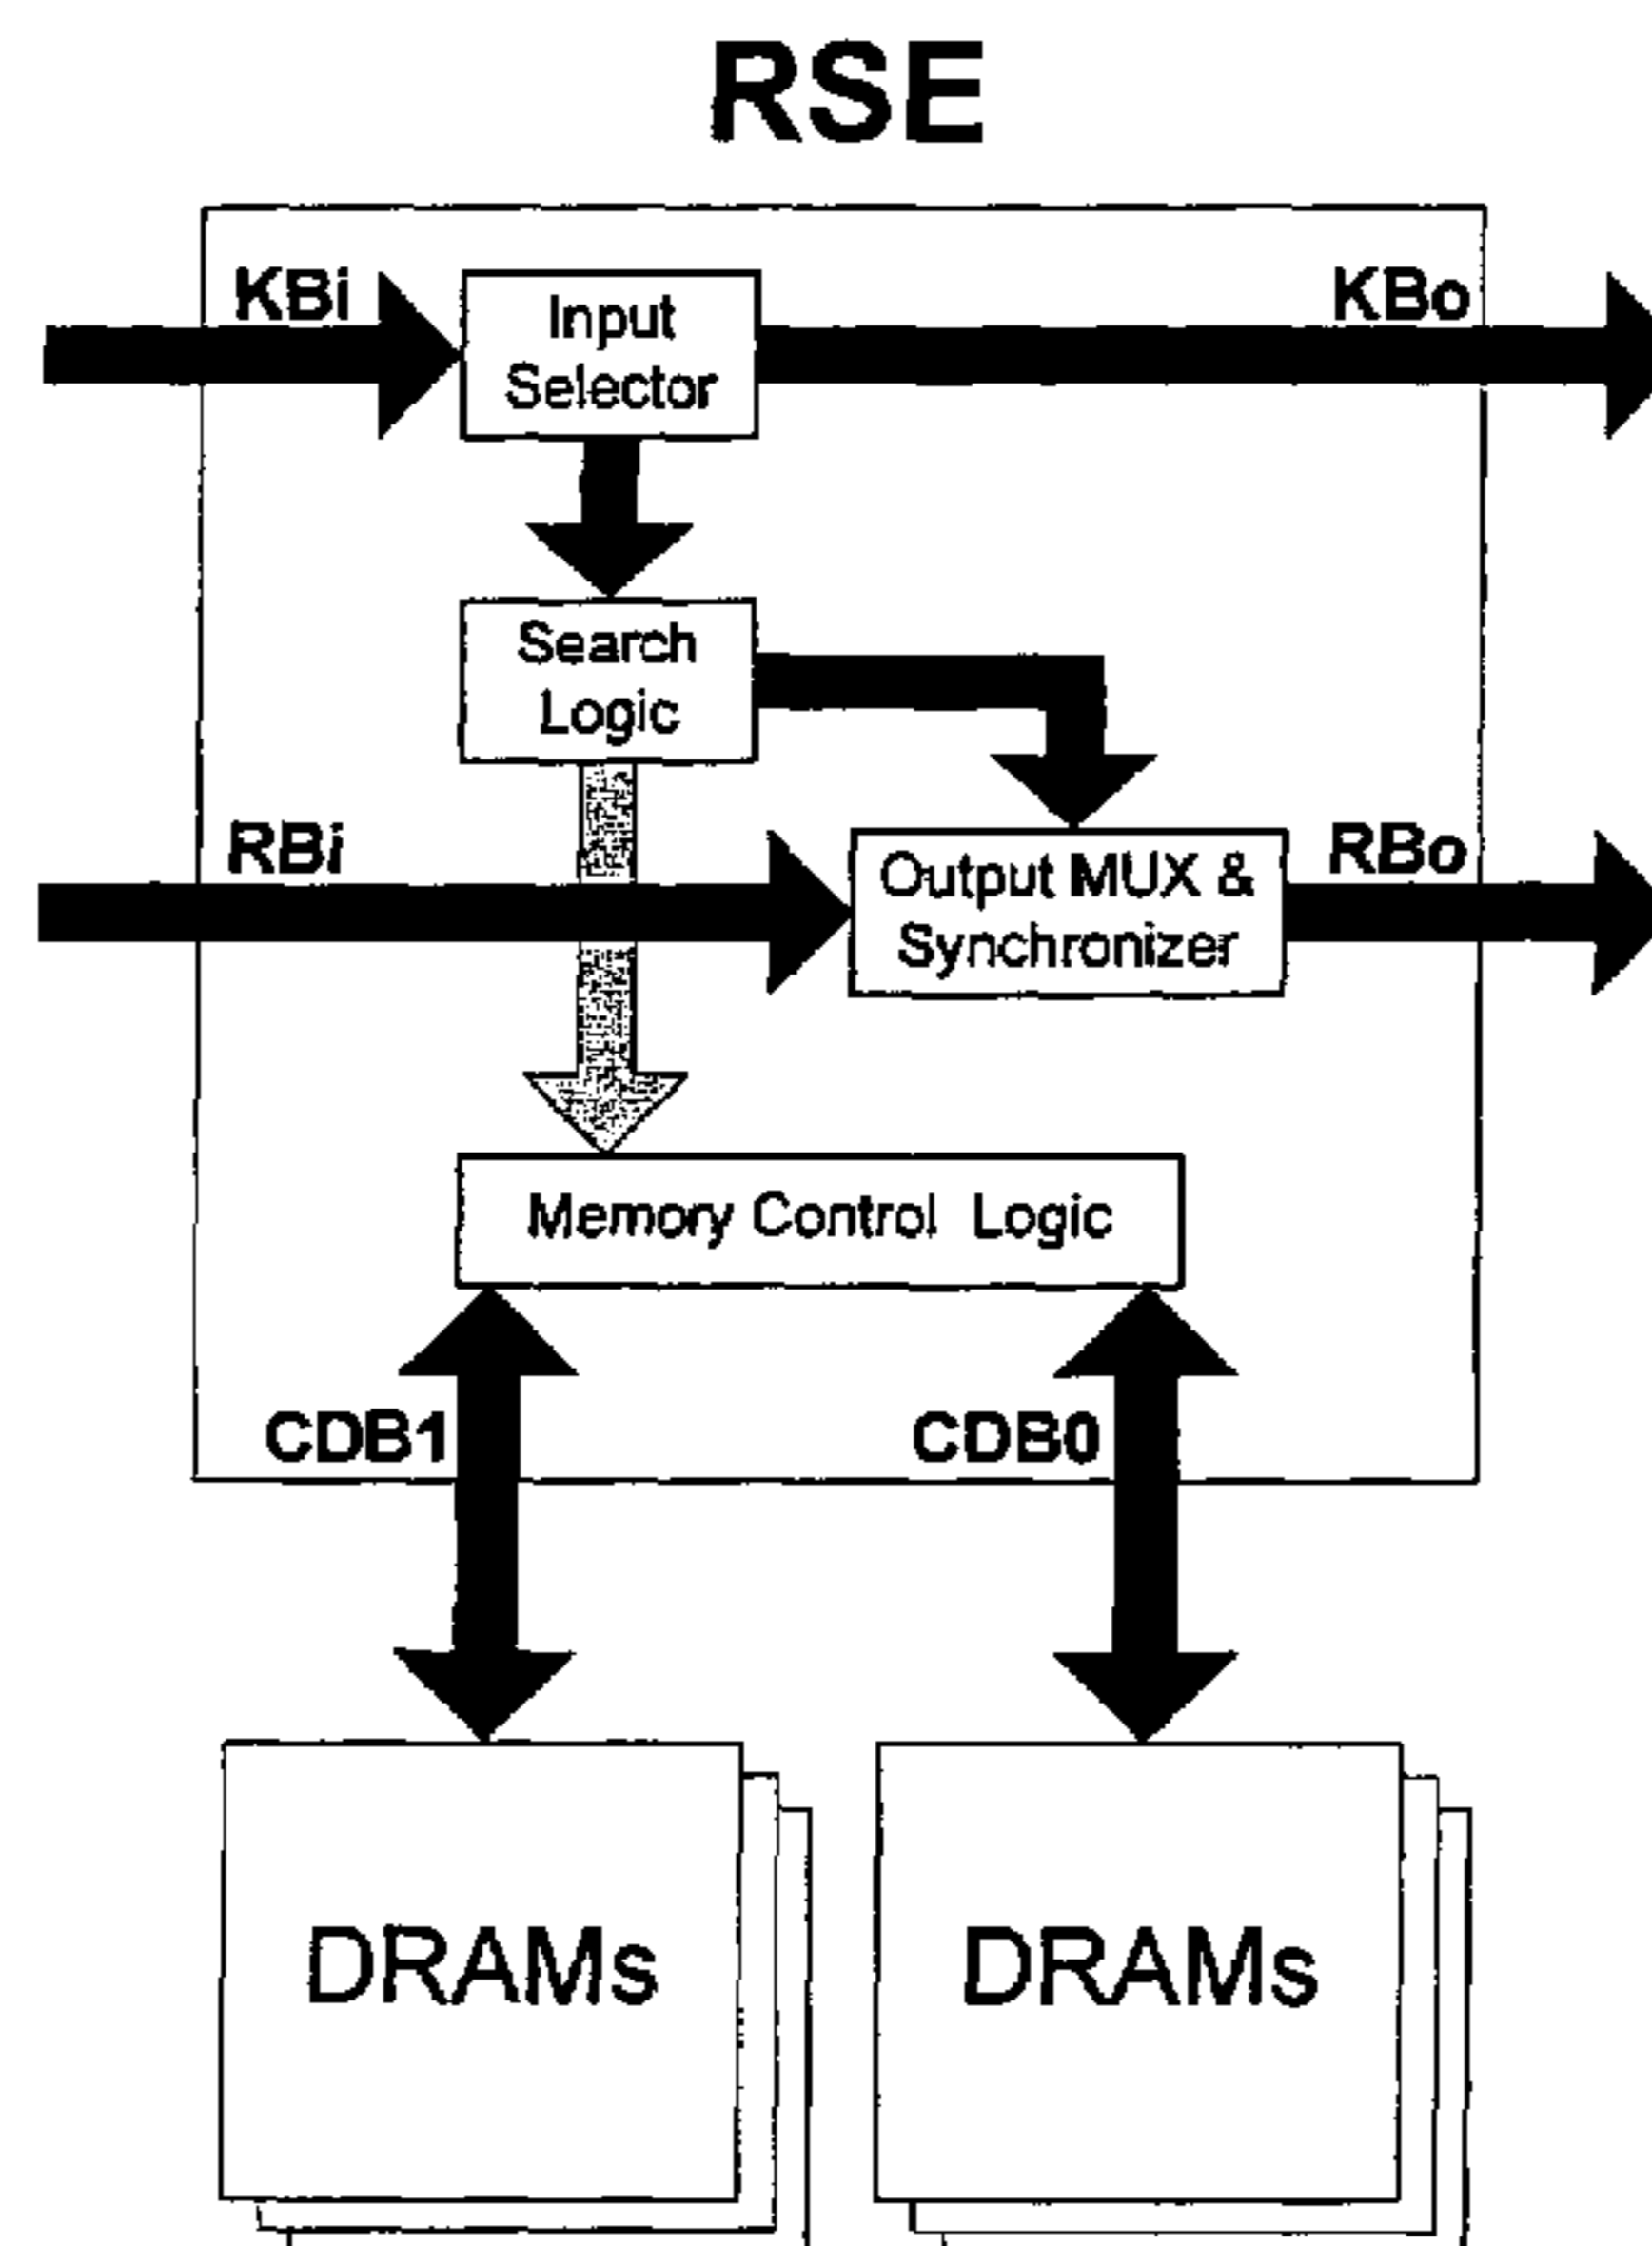 RSE
KBi
Input
Selector
KBo
Search
Logic
RBi
Output MUX &
Synchronizer
RBo
Memory Control Logic
CDB1
CDB0
DRAMs
DRAMs